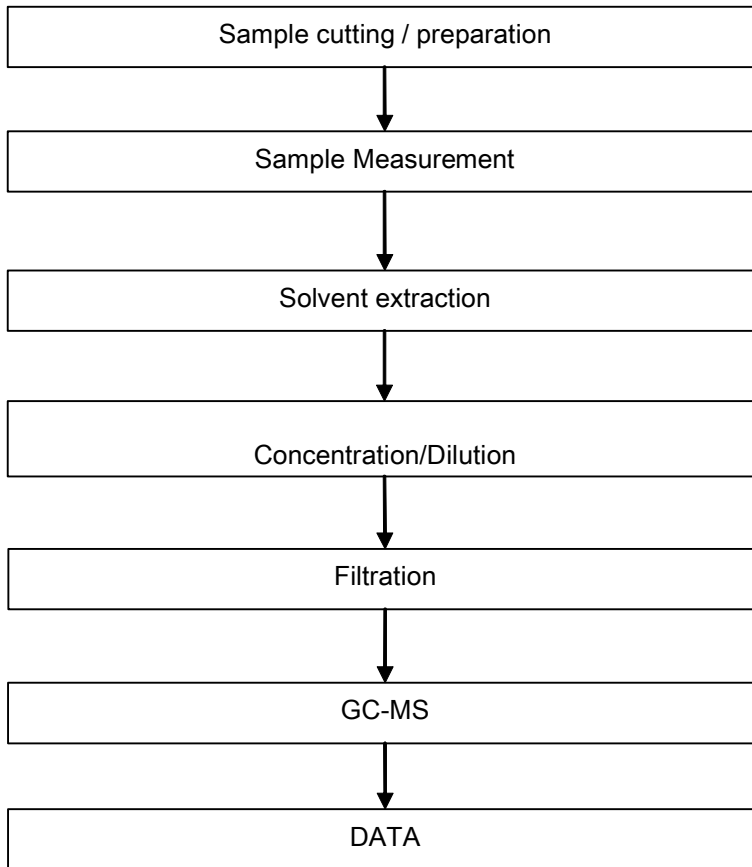 Sample cutting / preparation
Sample Measurement
Solvent extraction
Concentration/Dilution
Filtration
GC-MS
DATA